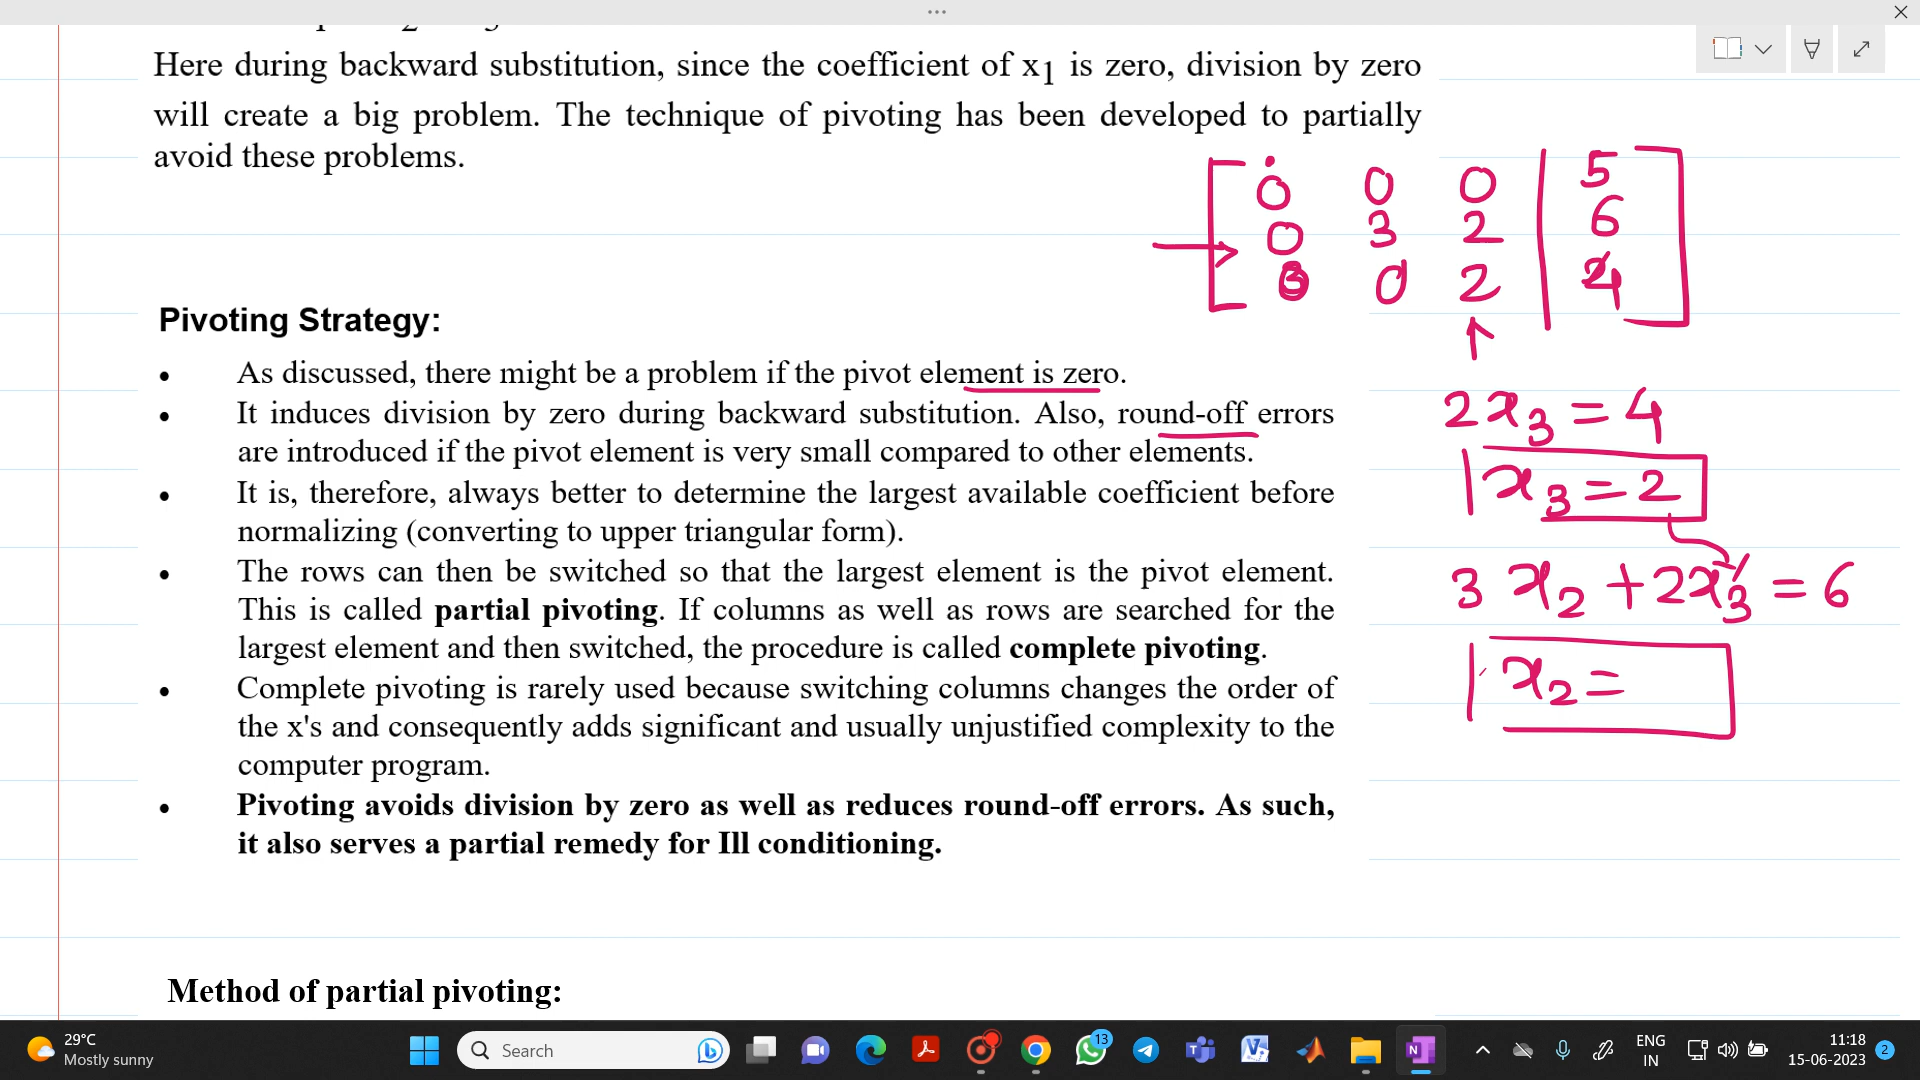 Here during backward substitution, since the coefficient of x1 is zero, division by zero
will create a big problem. The technique of pivoting has been developed to partially
avoid these problems.
0 0 0 5
0 3 2 6
0 2 4
Pivoting Strategy:
• As discussed, there might be a problem if the pivot element is zero.
• It induces division by zero during backward substitution. Also, round-off errors
are introduced if the pivot element is very small compared to other elements.
• It is, therefore, always better to determine the largest available coefficient before
normalizing (converting to upper triangular form).
• The rows can then be switched so that the largest element is the pivot element.
This is called partial pivoting. If columns as well as rows are searched for the
largest element and then switched, the procedure is called complete pivoting.
• Complete pivoting is rarely used because switching columns changes the order of
the x's and consequently adds significant and usually unjustified complexity to the
computer program.
• Pivoting avoids division by zero as well as reduces round-off errors. As such,
it also serves a partial remedy for Ill conditioning.
2x3 = 4
x3 = 2
3 x2 + 2x3 = 6
x2 =
Method of partial pivoting:
29°C
Mostly sunny
Search
13
ENG
IN
11:18
15-06-2023
2